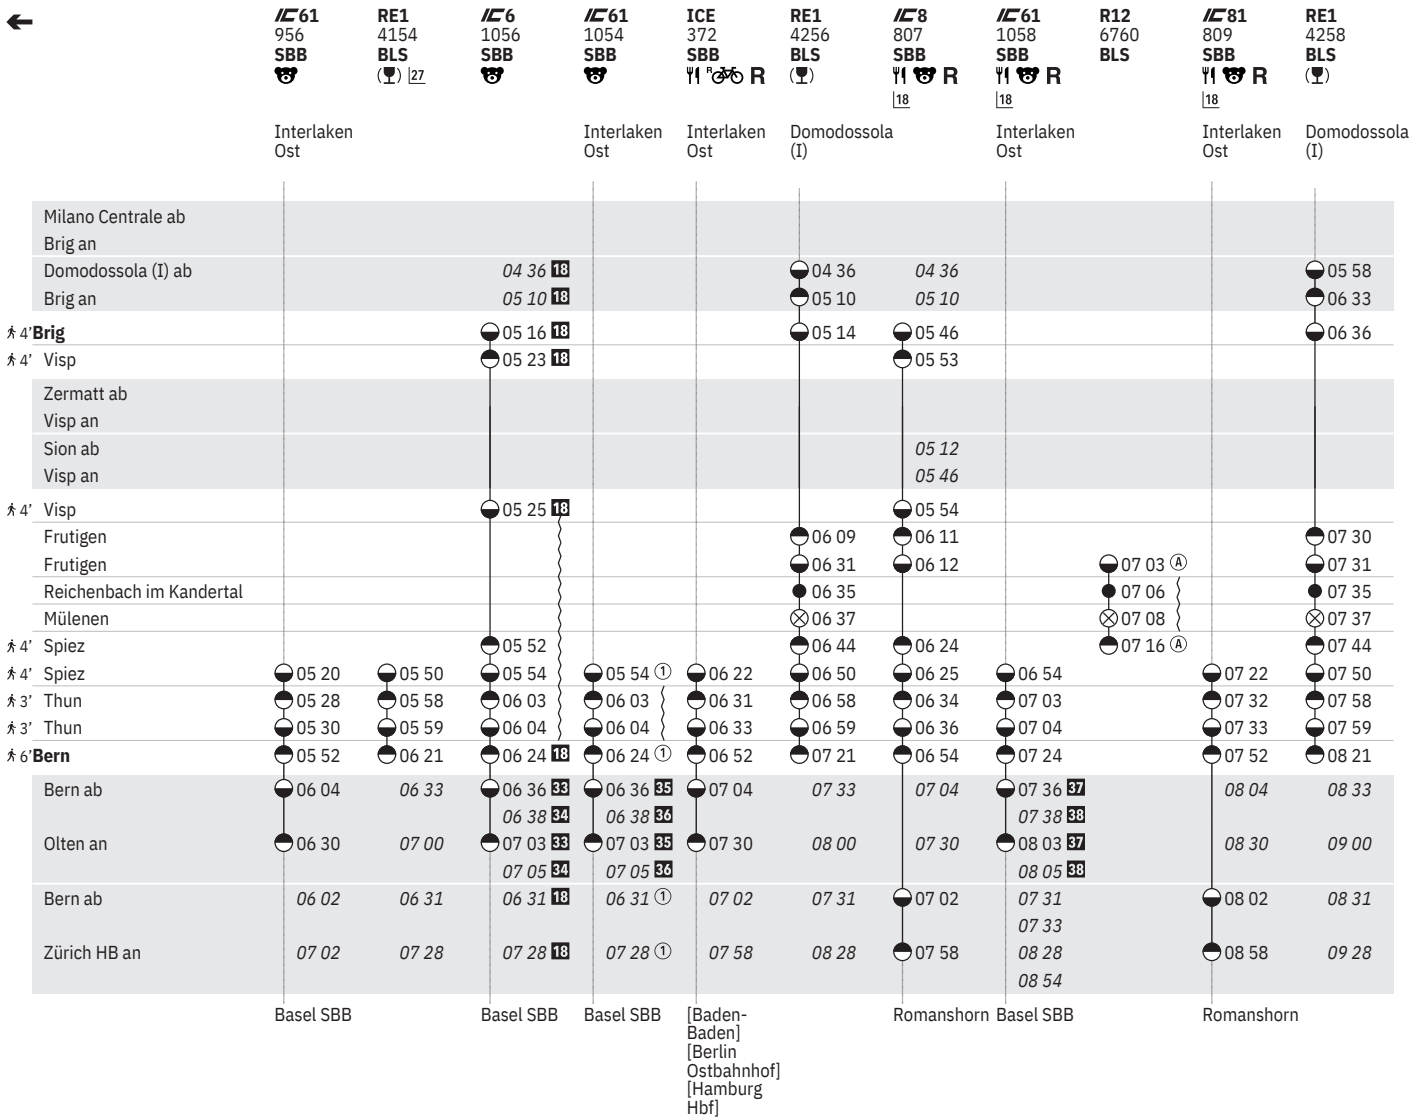 IC 61 RE1 IC 6 IC 61 ICE RE1 IC 8 IC 61 R12 IC 81 RE1
956 4154 1056 1054 372 4256 807 1058 6760 809 4258
SBB BLS SBB SBB SBB BLS SBB SBB BLS SBB BLS
( ) 27 R R ( ) R R R ( )
18 18 18
Interlaken Interlaken Interlaken Domodossola Interlaken Interlaken Domodossola
Ost Ost Ost (I) Ost Ost (I)
Milano Centrale ab
Brig an
Domodossola (I) ab 04 36 18 04 36 04 36 05 58
Brig an 05 10 18 05 10 05 10 06 33
4’ Brig 05 16 18 05 14 05 46 06 36
4’ Visp 05 23 18 05 53
Zermatt ab
Visp an
Sion ab 05 12
Visp an 05 46
4’ Visp 05 25 18 05 54
Frutigen 06 09 06 11 07 30
Frutigen 06 31 06 12 07 03 A 07 31
Reichenbach im Kandertal 06 35 07 06 07 35
Mülenen 06 37 07 08 07 37
4’ Spiez 05 52 06 44 06 24 07 16 A 07 44
4’ Spiez 05 20 05 50 05 54 05 54 1 06 22 06 50 06 25 06 54 07 22 07 50
3’ Thun 05 28 05 58 06 03 06 03 06 31 06 58 06 34 07 03 07 32 07 58
3’ Thun 05 30 05 59 06 04 06 04 06 33 06 59 06 36 07 04 07 33 07 59
6’ Bern 05 52 06 21 06 24 18 06 24 1 06 52 07 21 06 54 07 24 07 52 08 21
Bern ab 06 04 06 33 06 36 33 06 36 35 07 04 07 33 07 04 07 36 37 08 04 08 33
06 38 34 06 38 36 07 38 38
Olten an 06 30 07 00 07 03 33 07 03 35 07 30 08 00 07 30 08 03 37 08 30 09 00
07 05 34 07 05 36 08 05 38
Bern ab 06 02 06 31 06 31 18 06 31 1 07 02 07 31 07 02 07 31 08 02 08 31
07 33
Zürich HB an 07 02 07 28 07 28 18 07 28 1 07 58 08 28 07 58 08 28 08 58 09 28
08 54
Basel SBB Basel SBB Basel SBB [Baden- Romanshorn Basel SBB Romanshorn
Baden]
[Berlin
Ostbahnhof]
[Hamburg
Hbf]